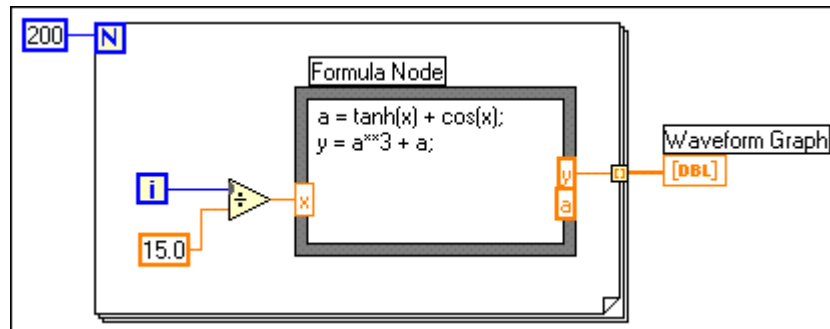 200
N
Formula Node
a = tanh(x) + cos(x);
y = a**3 + a;
Waveform Graph
[DBL]
i
÷
x
y
a
15.0